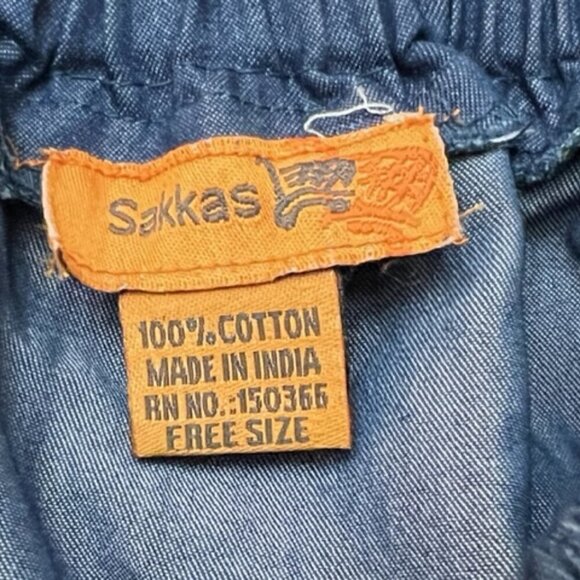 Sakkas
100% COTTON
MADE IN INDIA
RN NO.:150366
FREE SIZE